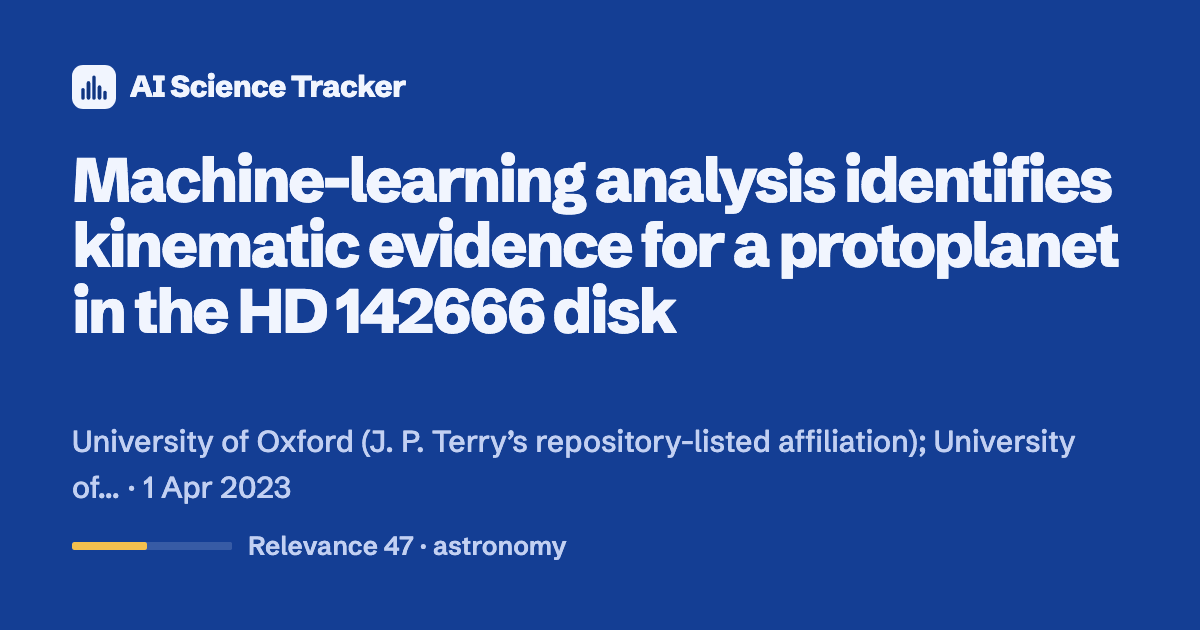 AI Science Tracker
Machine-learning analysis identifies
kinematic evidence for a protoplanet
in the HD 142666 disk
University of Oxford (J. P. Terry’s repository-listed affiliation); University
of… · 1 Apr 2023
Relevance 47 · astronomy